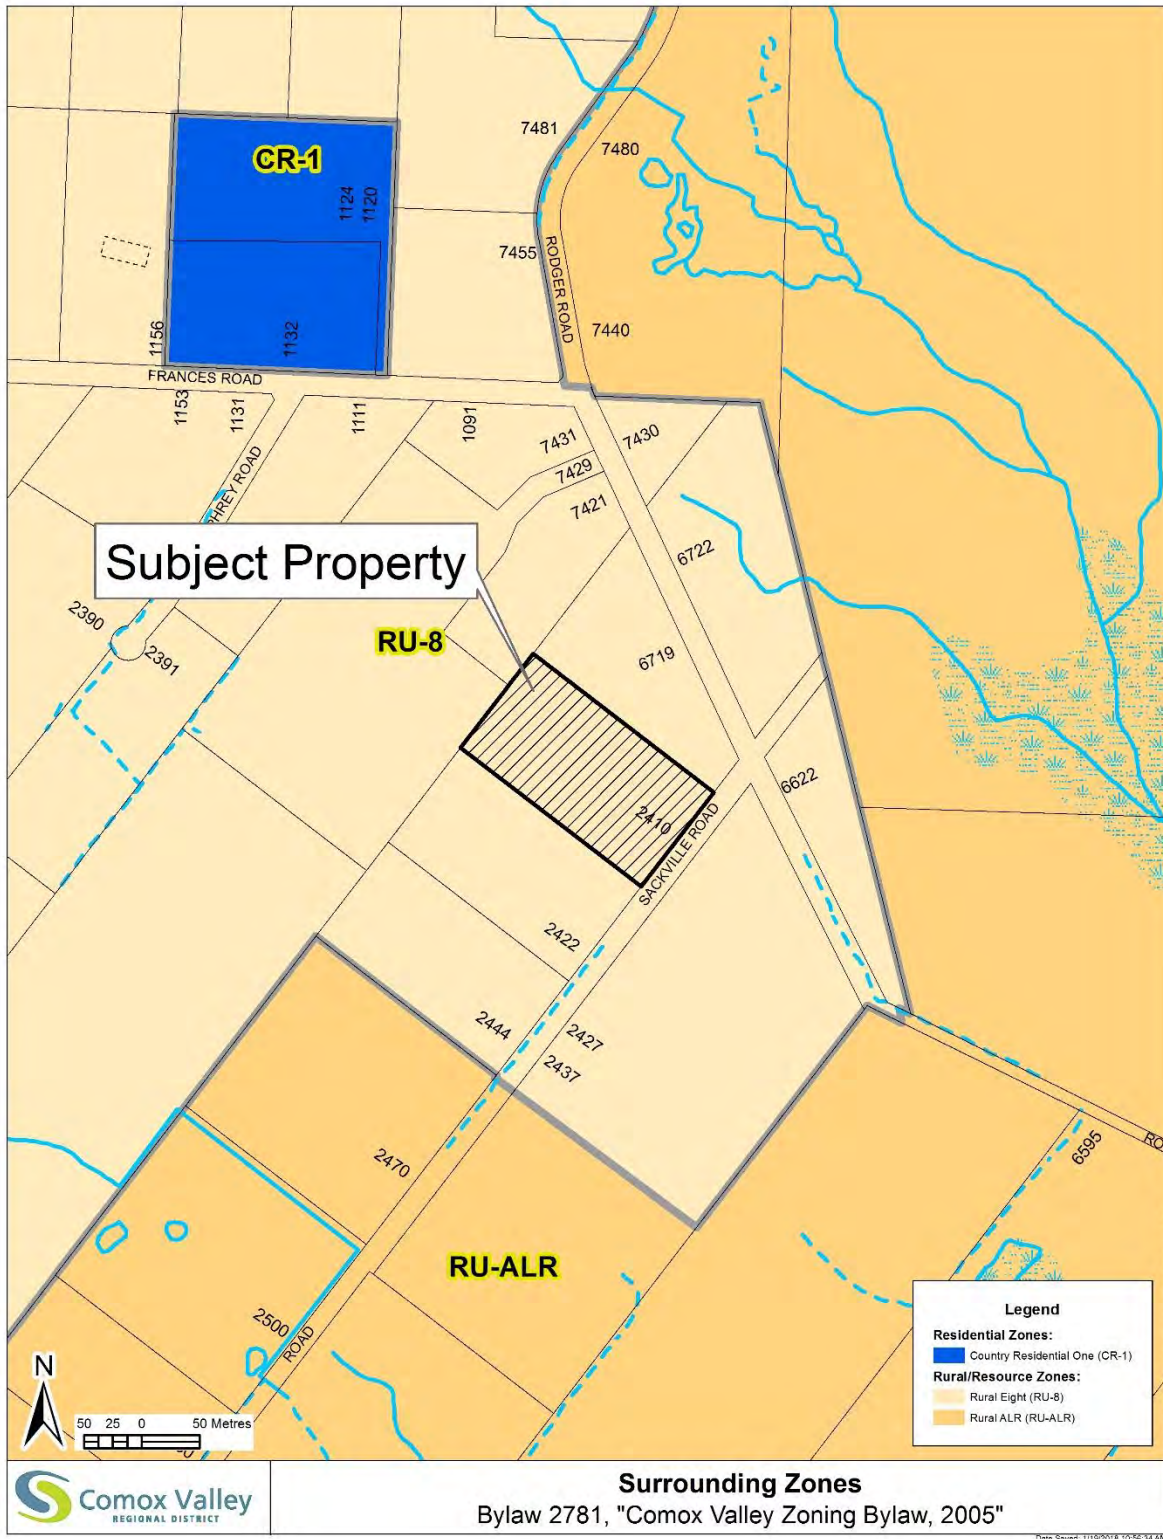 7481
CR-1
7480
1124
1120
7455
RODGER ROAD
7440
1156
1132
FRANCES ROAD
1153
1131
1111
1091
7431
7430
7429
7421
PHREY ROAD
Subject Property
6722
2390
RU-8
2391
6719
6622
2410
SACKVILLE ROAD
2422
2444
2427
2437
6595
2470
RU-ALR
2500
ROAD
Legend
Residential Zones:
Country Residential One (CR-1)
Rural/Resource Zones:
Rural Eight (RU-8)
Rural ALR (RU-ALR)
N
50 25 0 50 Metres
Comox Valley
REGIONAL DISTRICT
Surrounding Zones
Bylaw 2781, "Comox Valley Zoning Bylaw, 2005"